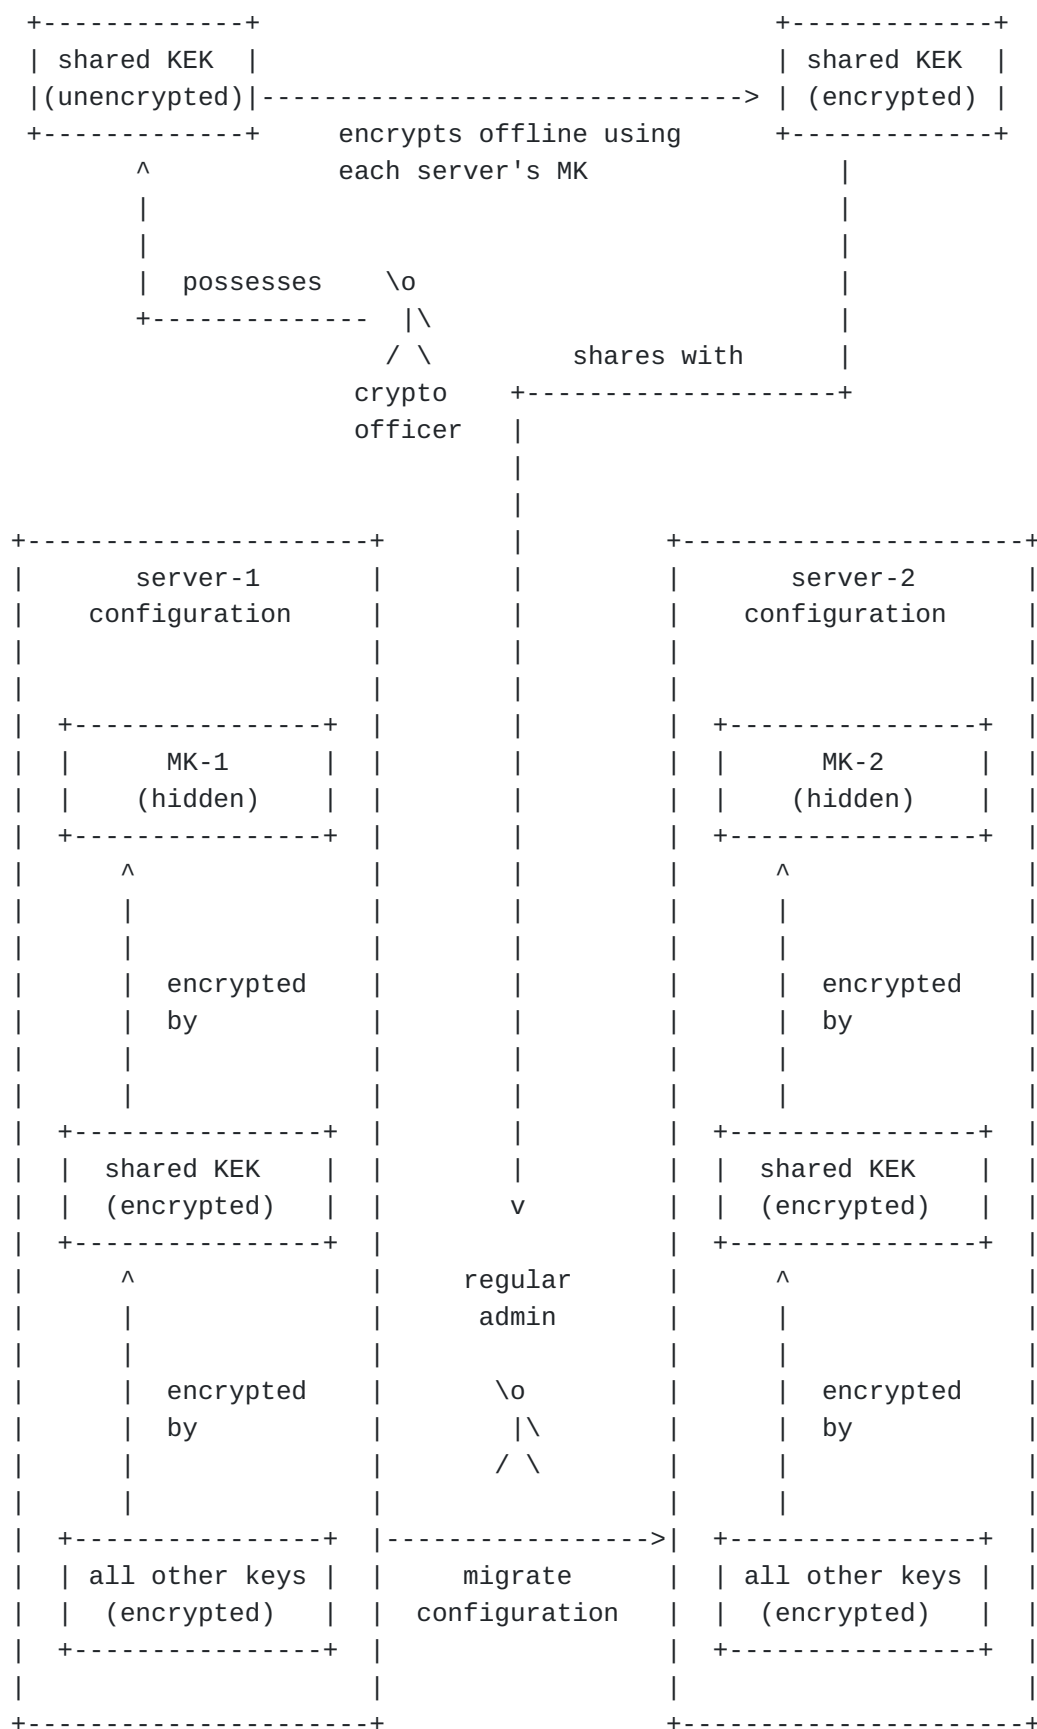 +-------------+                                 +-------------+
| shared KEK  |                                 | shared KEK  |
|(unencrypted)|-------------------------------> | (encrypted) |
+-------------+     encrypts offline using      +-------------+
       ^            each server's MK                |
       |                                            |
       |                                            |
       |  possesses    \o                           |
       +--------------  |\                          |
                       / \         shares with      |
                     crypto    +--------------------+
                     officer   |
                               |
                               |
+----------------------+       |         +----------------------+
|       server-1       |       |         |       server-2       |
|    configuration     |       |         |    configuration     |
|                      |       |         |                      |
|                      |       |         |                      |
|  +----------------+  |       |         |  +----------------+  |
|  |      MK-1      |  |       |         |  |      MK-2      |  |
|  |    (hidden)    |  |       |         |  |    (hidden)    |  |
|  +----------------+  |       |         |  +----------------+  |
|      ^               |       |         |      ^               |
|      |               |       |         |      |               |
|      |               |       |         |      |               |
|      |  encrypted    |       |         |      |  encrypted    |
|      |  by           |       |         |      |  by           |
|      |               |       |         |      |               |
|      |               |       |         |      |               |
|  +----------------+  |       |         |  +----------------+  |
|  |  shared KEK    |  |       |         |  |  shared KEK    |  |
|  |  (encrypted)   |  |       v         |  |  (encrypted)   |  |
|  +----------------+  |                 |  +----------------+  |
|      ^               |    regular      |      ^               |
|      |               |     admin       |      |               |
|      |               |                 |      |               |
|      |  encrypted    |      \o         |      |  encrypted    |
|      |  by           |       |\        |      |  by           |
|      |               |      / \        |      |               |
|      |               |                 |      |               |
|  +----------------+  |---------------->|  +----------------+  |
|  | all other keys |  |    migrate      |  | all other keys |  |
|  |  (encrypted)   |  | configuration   |  |  (encrypted)   |  |
|  +----------------+  |                 |  +----------------+  |
|                      |                 |                      |
+----------------------+                 +----------------------+